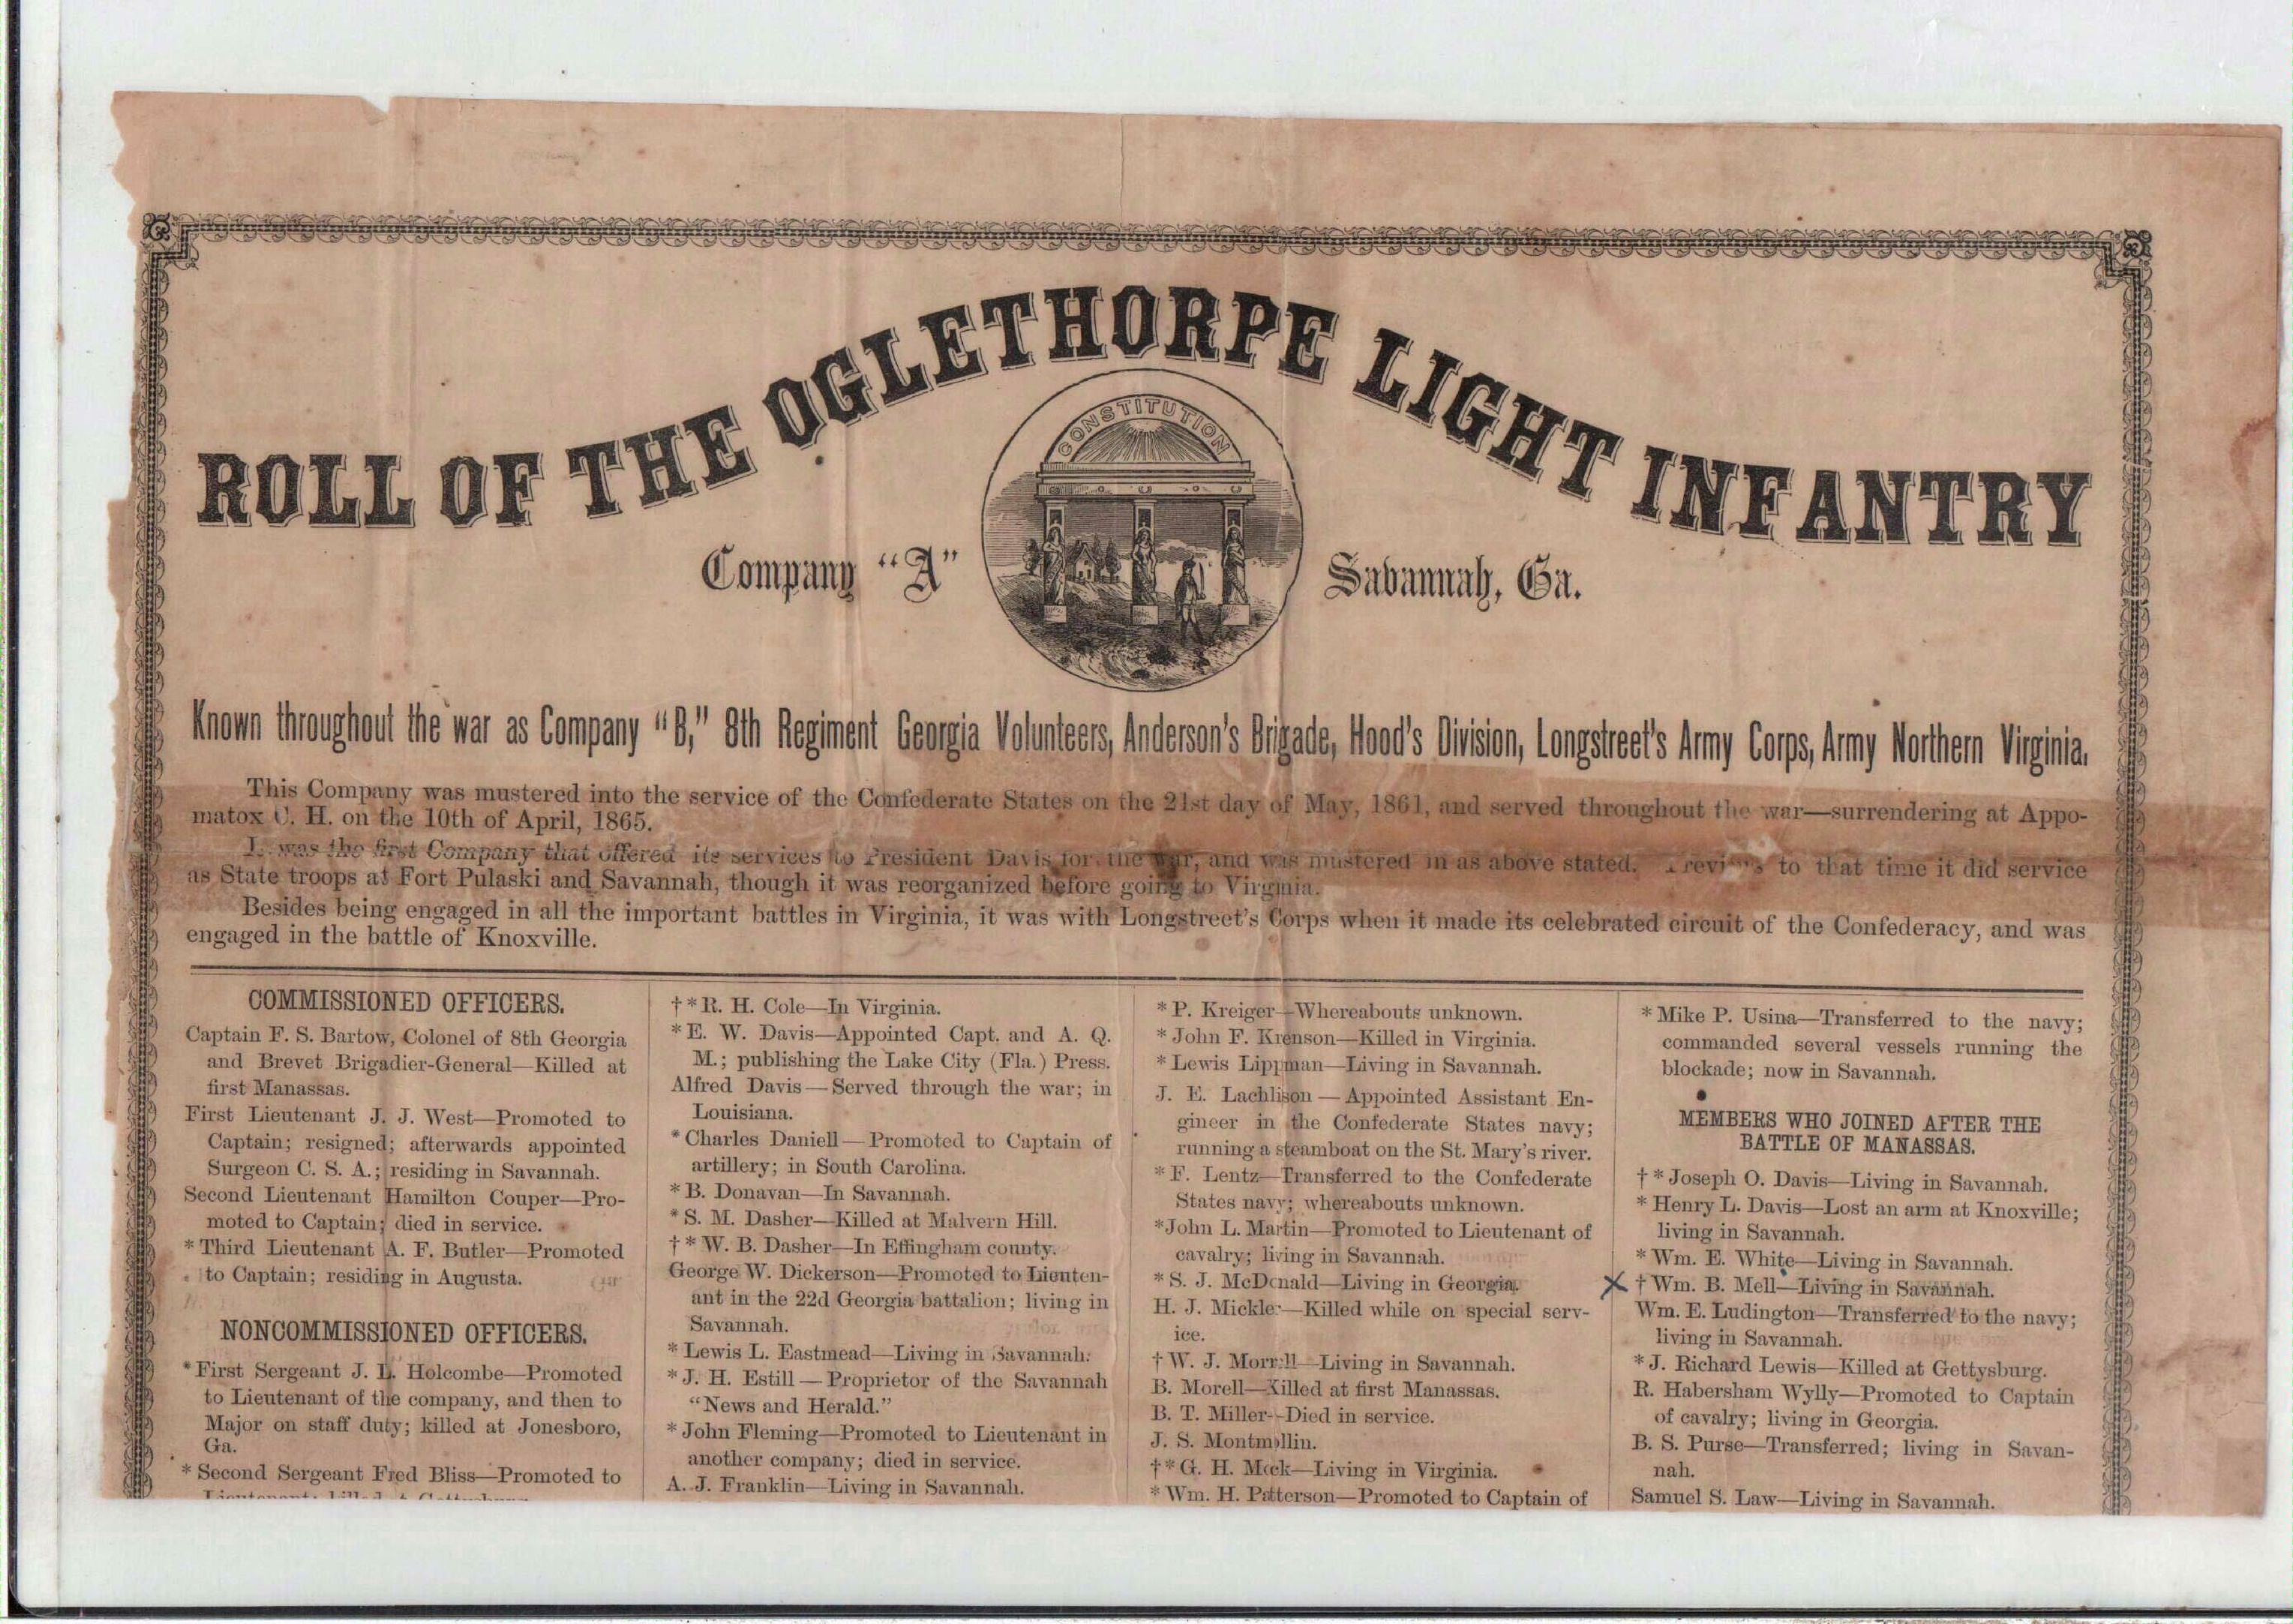 ROLL OF THE OGLETHORPE LIGHT INFANTRY
CONSTITUTION
Company "A"
Savannah, Ga.
Known throughout the war as Company "B," 8th Regiment Georgia Volunteers, Anderson's Brigade, Hood's Division, Longstreet's Army Corps, Army Northern Virginia.
This Company was mustered into the service of the Confederate States on the 21st day of May, 1861, and served throughout the war—surrendering at Appo-
matox C. H. on the 10th of April, 1865.
was the first Company that offered its services to President Davis for the war, and was mustered in as above stated. to that time it did service
as State troops at Fort Pulaski and Savannah, though it was reorganized before going to Virginia.
Besides being engaged in all the important battles in Virginia, it was with Longstreet's Corps when it made its celebrated circuit of the Confederacy, and was
engaged in the battle of Knoxville.
COMMISSIONED OFFICERS.
Captain F. S. Bartow, Colonel of 8th Georgia
and Brevet Brigadier-General—Killed at
first Manassas.
First Lieutenant J. J. West—Promoted to
Captain; resigned; afterwards appointed
Surgeon C. S. A.; residing in Savannah.
Second Lieutenant Hamilton Couper—Pro-
moted to Captain; died in service.
* Third Lieutenant A. F. Butler—Promoted
to Captain; residing in Augusta.
NONCOMMISSIONED OFFICERS.
* First Sergeant J. L. Holcombe—Promoted
to Lieutenant of the company, and then to
Major on staff duty; killed at Jonesboro,
Ga.
* Second Sergeant Fred Bliss—Promoted to
† * R. H. Cole—In Virginia.
* E. W. Davis—Appointed Capt. and A. Q.
M.; publishing the Lake City (Fla.) Press.
Alfred Davis—Served through the war; in
Louisiana.
* Charles Daniell—Promoted to Captain of
artillery; in South Carolina.
* B. Donavan—In Savannah.
* S. M. Dasher—Killed at Malvern Hill.
† * W. B. Dasher—In Effingham county.
George W. Dickerson—Promoted to Lieuten-
ant in the 22d Georgia battalion; living in
Savannah.
* Lewis L. Eastmead—Living in Savannah.
* J. H. Estill—Proprietor of the Savannah
"News and Herald."
* John Fleming—Promoted to Lieutenant in
another company; died in service.
A. J. Franklin—Living in Savannah.
* P. Kreiger—Whereabouts unknown.
* John F. Krenson—Killed in Virginia.
* Lewis Lippman—Living in Savannah.
J. E. Lachlison—Appointed Assistant En-
gineer in the Confederate States navy;
running a steamboat on the St. Mary's river.
* F. Lentz—Transferred to the Confederate
States navy; whereabouts unknown.
* John L. Martin—Promoted to Lieutenant of
cavalry; living in Savannah.
* S. J. McDonald—Living in Georgia.
H. J. Mickler—Killed while on special serv-
ice.
† W. J. Morrell—Living in Savannah.
B. Morell—Killed at first Manassas.
B. T. Miller—Died in service.
J. S. Montmollin.
† * G. H. Mock—Living in Virginia.
* Wm. H. Patterson—Promoted to Captain of
* Mike P. Usina—Transferred to the navy;
commanded several vessels running the
blockade; now in Savannah.
MEMBERS WHO JOINED AFTER THE
BATTLE OF MANASSAS.
† * Joseph O. Davis—Living in Savannah.
* Henry L. Davis—Lost an arm at Knoxville;
living in Savannah.
* Wm. E. White—Living in Savannah.
X † Wm. B. Mell—Living in Savannah.
Wm. E. Ludington—Transferred to the navy;
living in Savannah.
* J. Richard Lewis—Killed at Gettysburg.
R. Habersham Wylly—Promoted to Captain
of cavalry; living in Georgia.
B. S. Purse—Transferred; living in Savan-
nah.
Samuel S. Law—Living in Savannah.